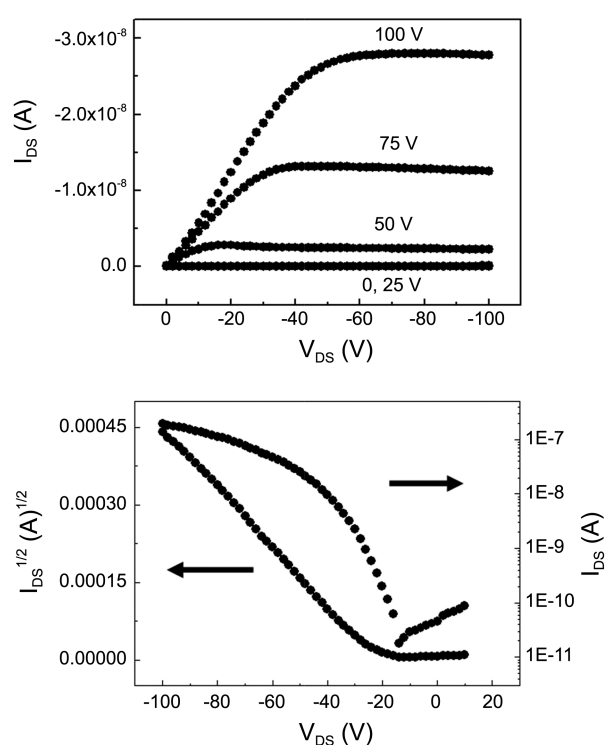 -3.0x10⁻⁸
-2.0x10⁻⁸
-1.0x10⁻⁸
0.0
I_DS (A)
100 V
75 V
50 V
0, 25 V
0 -20 -40 -60 -80 -100
V_DS (V)
0.00045
0.00030
0.00015
0.00000
I_DS^1/2 (A)^1/2
1E-7
1E-8
1E-9
1E-10
1E-11
I_DS (A)
-100 -80 -60 -40 -20 0 20
V_DS (V)